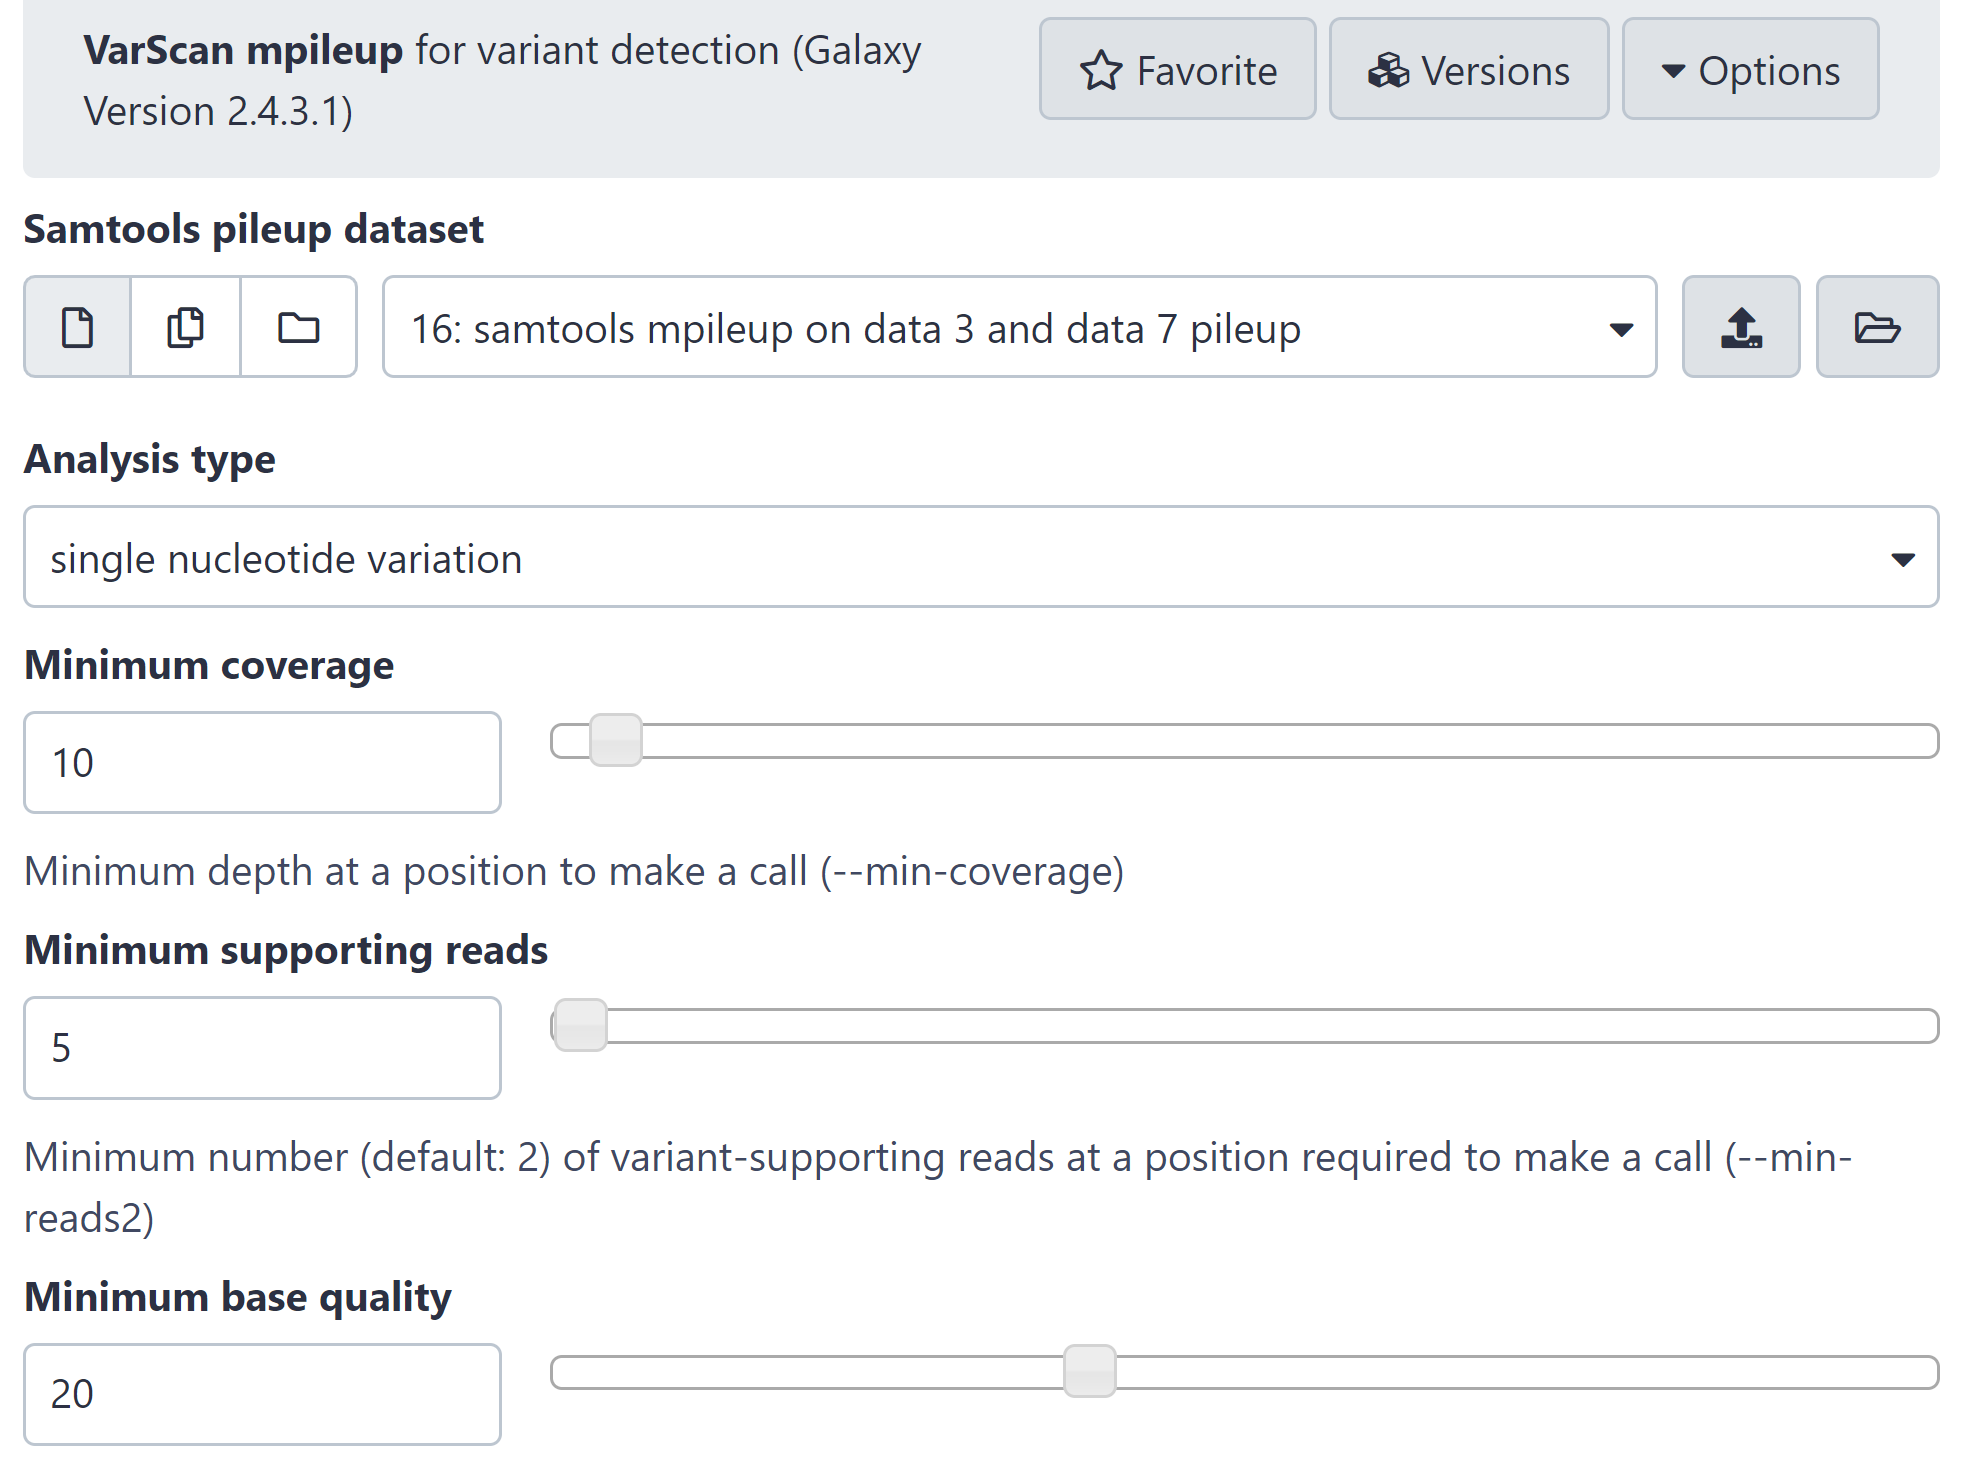 VarScan mpileup for variant detection (Galaxy
Version 2.4.3.1)
Favorite
Versions
Options
Samtools pileup dataset
16: samtools mpileup on data 3 and data 7 pileup
Analysis type
single nucleotide variation
Minimum coverage
10
Minimum depth at a position to make a call (--min-coverage)
Minimum supporting reads
5
Minimum number (default: 2) of variant-supporting reads at a position required to make a call (--min-
reads2)
Minimum base quality
20